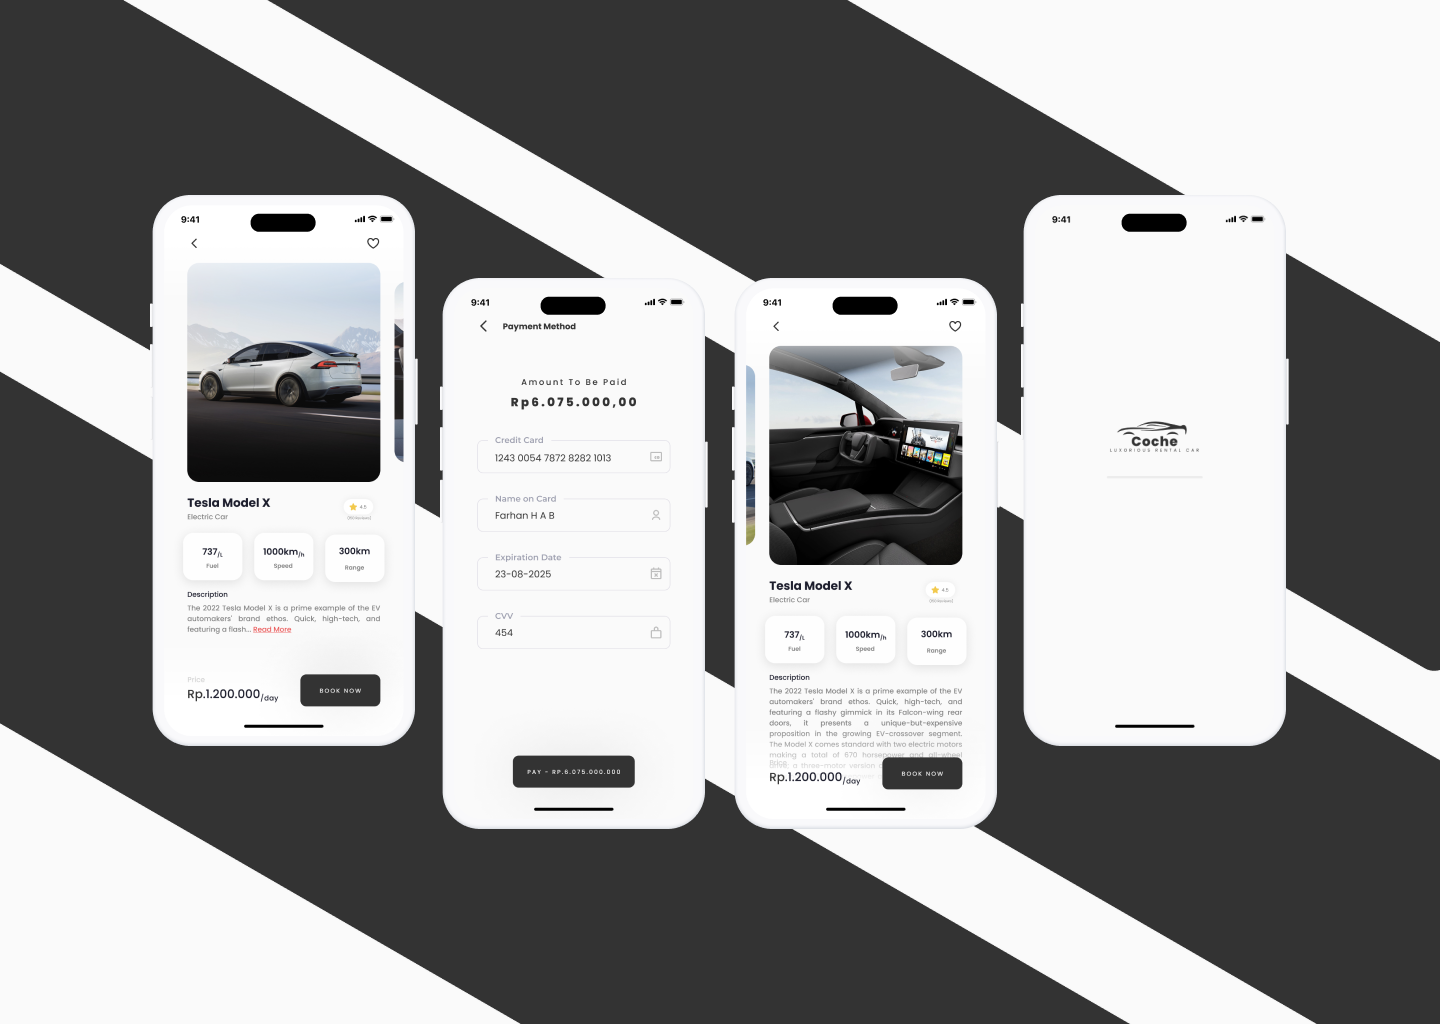 9:41
Tesla Model X
4.5
Electric Car
737/L
Fuel
1000km/h
Speed
300km
Range
Description
The 2022 Tesla Model X is a prime example of the EV
automakers' brand ethos. Quick, high-tech, and
featuring a flash... Read More
Price
Rp.1.200.000/day
BOOK NOW
9:41
Payment Method
Amount To Be Paid
Rp6.075.000,00
Credit Card
1243 0054 7872 8282 1013
Name on Card
Farhan H A B
Expiration Date
23-08-2025
CVV
454
PAY - RP.6.075.000.000
9:41
Tesla Model X
4.5
Electric Car
737/L
Fuel
1000km/h
Speed
300km
Range
Description
The 2022 Tesla Model X is a prime example of the EV
automakers' brand ethos. Quick, high-tech, and
featuring a flashy gimmick in its Falcon-wing rear
doors, it presents a unique-but-expensive
proposition in the growing EV-crossover segment.
The Model X comes standard with two electric motors
making a total of 670 horsepower and all-wheel
a three-motor version
Price
Rp.1.200.000/day
BOOK NOW
9:41
Coche
LUXORIOUS RENTAL CAR